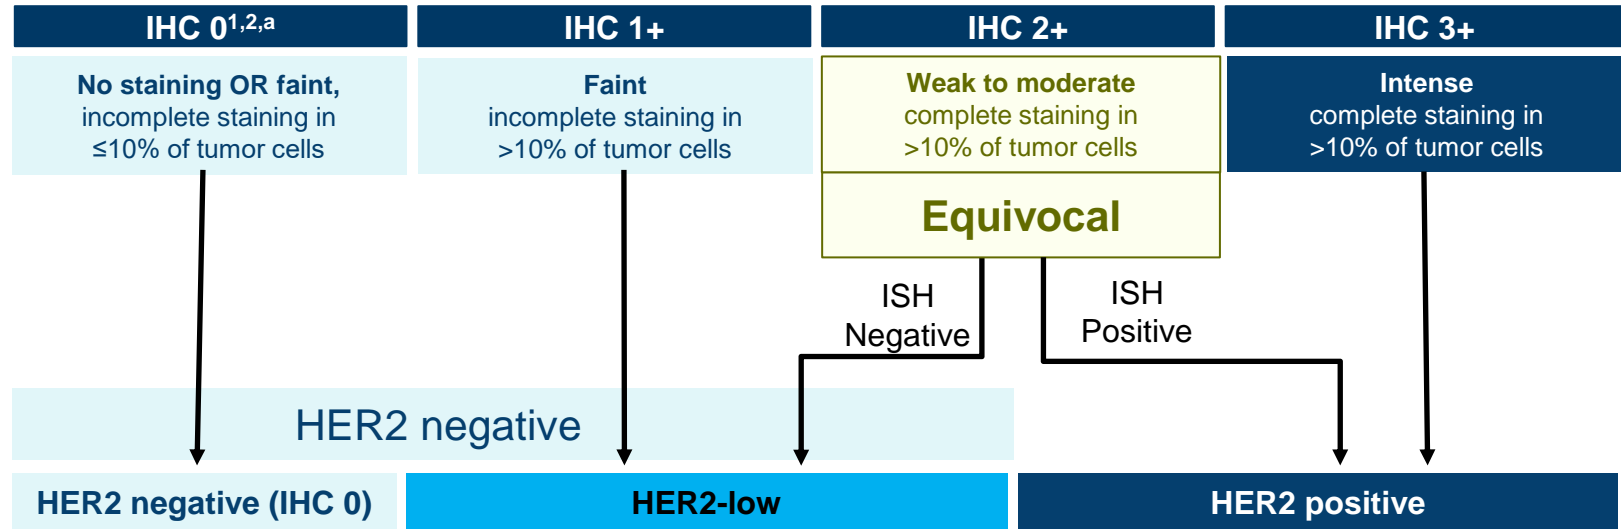 IHC 01,2,a
No staining OR faint,
incomplete staining in
≤10% of tumor cells
IHC 1+
Faint
incomplete staining in
>10% of tumor cells
IHC 2+
Weak to moderate
complete staining in
>10% of tumor cells
Equivocal
IHC 3+
Intense
complete staining in
>10% of tumor cells
ISH
Negative
ISH
Positive
HER2 negative
HER2 negative (IHC 0)
HER2-low
HER2 positive